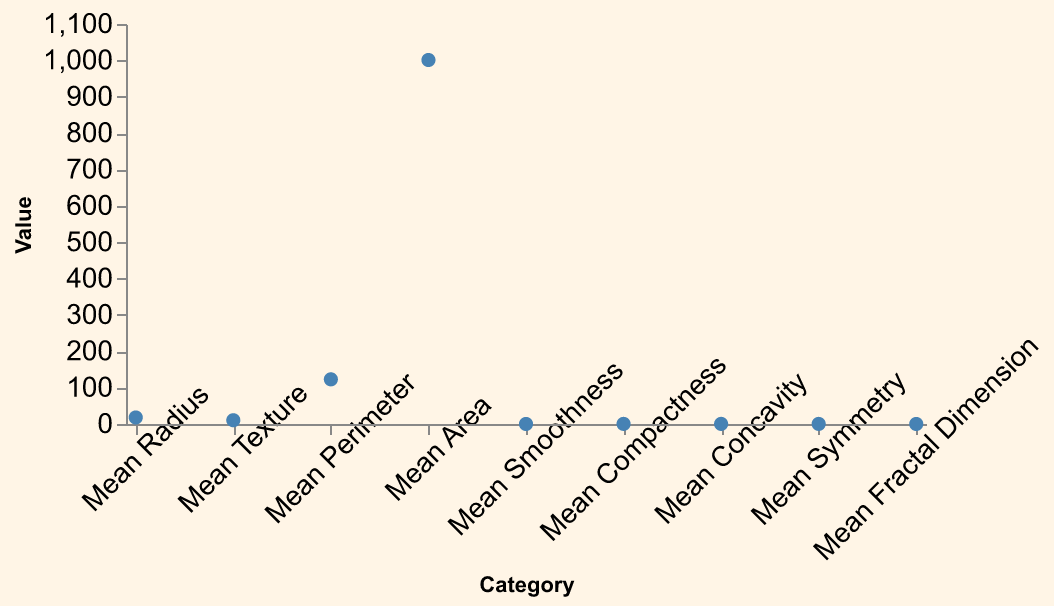 1,100
1,000
900
800
700
600
500
400
300
200
100
0
Value
Mean Radius
Mean Texture
Mean Perimeter
Mean Area
Mean Smoothness
Mean Compactness
Mean Concavity
Mean Symmetry
Mean Fractal Dimension
Category